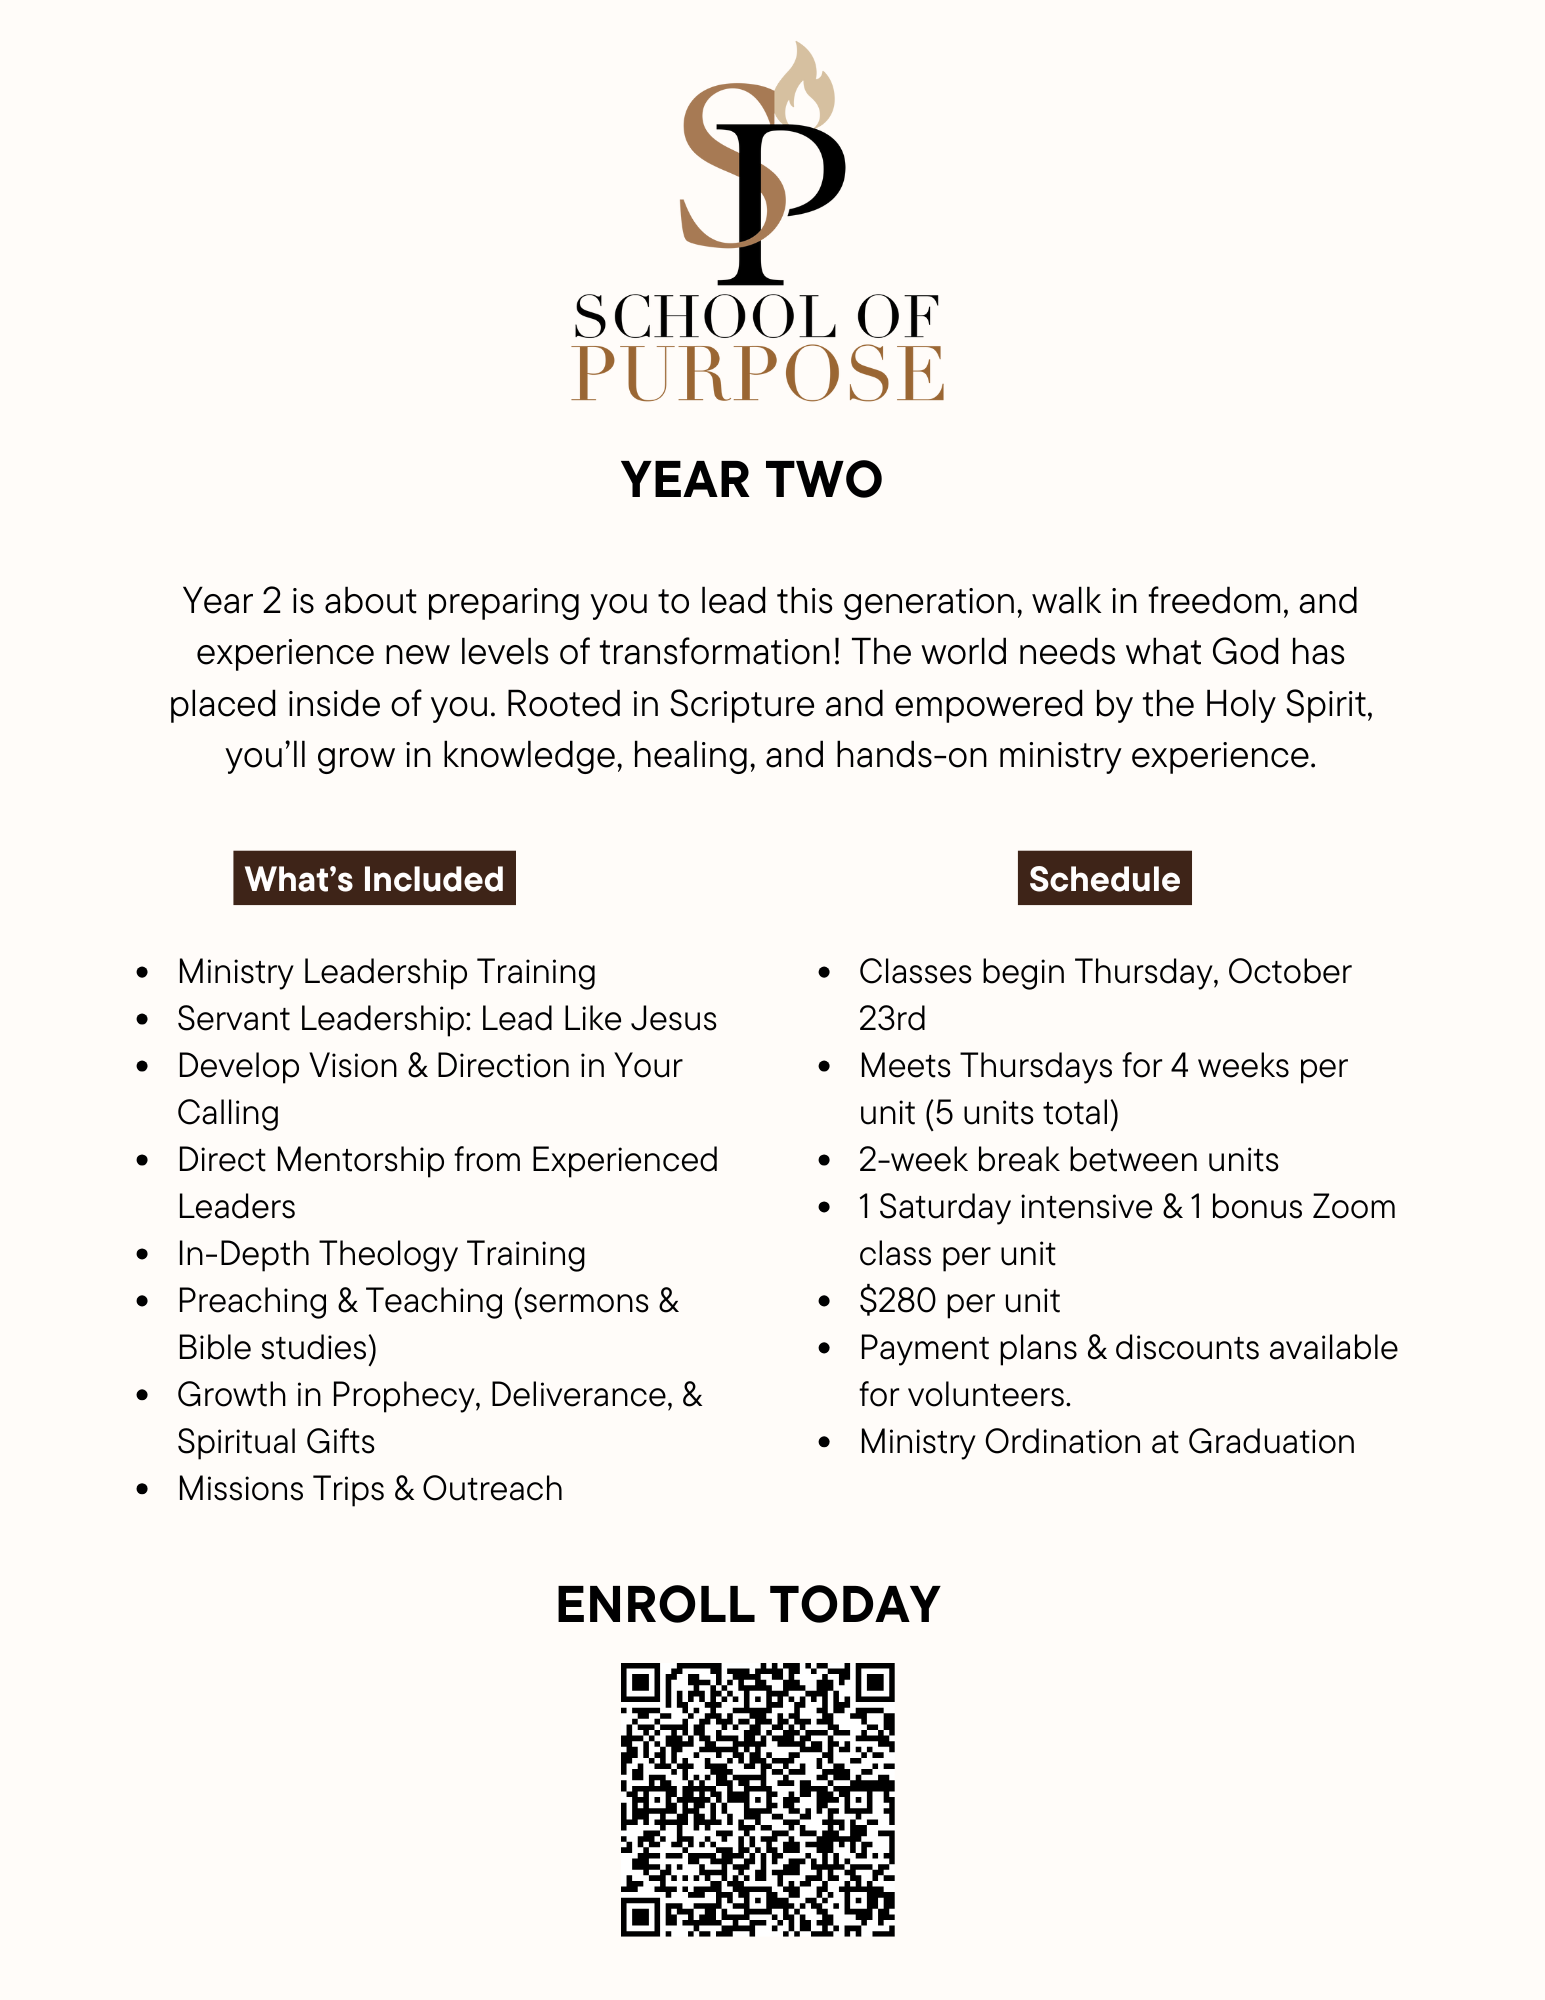 SP
SCHOOL OF
PURPOSE
YEAR TWO
Year 2 is about preparing you to lead this generation, walk in freedom, and
experience new levels of transformation! The world needs what God has
placed inside of you. Rooted in Scripture and empowered by the Holy Spirit,
you’ll grow in knowledge, healing, and hands-on ministry experience.
What’s Included
• Ministry Leadership Training
• Servant Leadership: Lead Like Jesus
• Develop Vision & Direction in Your
Calling
• Direct Mentorship from Experienced
Leaders
• In-Depth Theology Training
• Preaching & Teaching (sermons &
Bible studies)
• Growth in Prophecy, Deliverance, &
Spiritual Gifts
• Missions Trips & Outreach
Schedule
• Classes begin Thursday, October
23rd
• Meets Thursdays for 4 weeks per
unit (5 units total)
• 2-week break between units
• 1 Saturday intensive & 1 bonus Zoom
class per unit
• $280 per unit
• Payment plans & discounts available
for volunteers.
• Ministry Ordination at Graduation
ENROLL TODAY